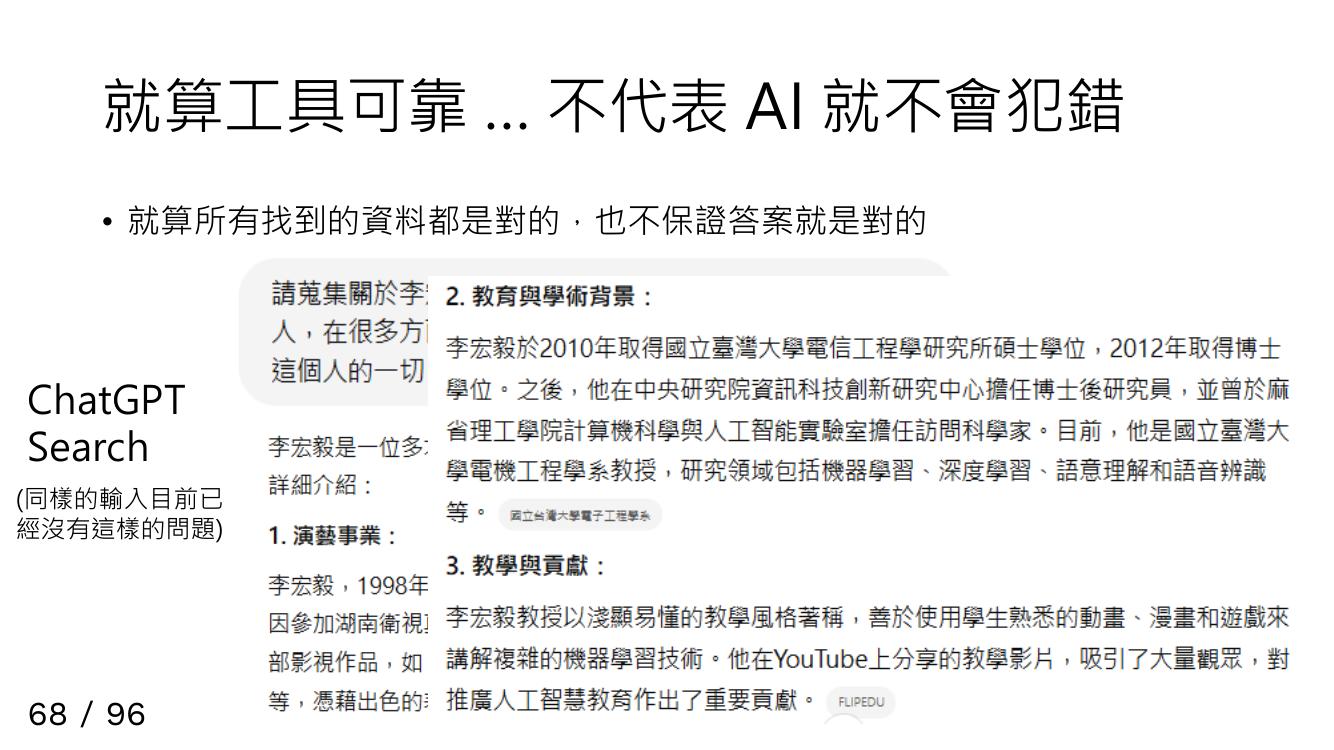 就算工具可靠 … 不代表 AI 就不會犯錯
• 就算所有找到的資料都是對的，也不保證答案就是對的
ChatGPT
Search
(同樣的輸入目前已
經沒有這樣的問題)
請蒐集關於李
人，在很多方
這個人的一切
李宏毅是一位多
詳細介紹：
1. 演藝事業：
李宏毅，1998年
因參加湖南衛視
部影視作品，如
等，憑藉出色的
2. 教育與學術背景：
李宏毅於2010年取得國立臺灣大學電信工程學研究所碩士學位，2012年取得博士
學位。之後，他在中央研究院資訊科技創新研究中心擔任博士後研究員，並曾於麻
省理工學院計算機科學與人工智能實驗室擔任訪問科學家。目前，他是國立臺灣大
學電機工程學系教授，研究領域包括機器學習、深度學習、語意理解和語音辨識
等。 國立台灣大學電子工程學系
3. 教學與貢獻：
李宏毅教授以淺顯易懂的教學風格著稱，善於使用學生熟悉的動畫、漫畫和遊戲來
講解複雜的機器學習技術。他在YouTube上分享的教學影片，吸引了大量觀眾，對
推廣人工智慧教育作出了重要貢獻。 FLIPEDU
68 / 96